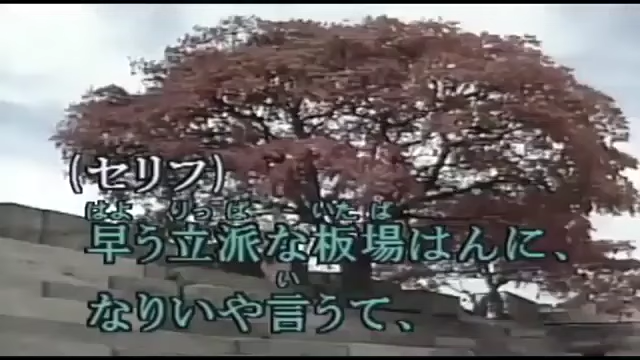 (セリフ)
はよ りっぱ いたば
早う立派な板場はんに、
い
なりいや言うて、